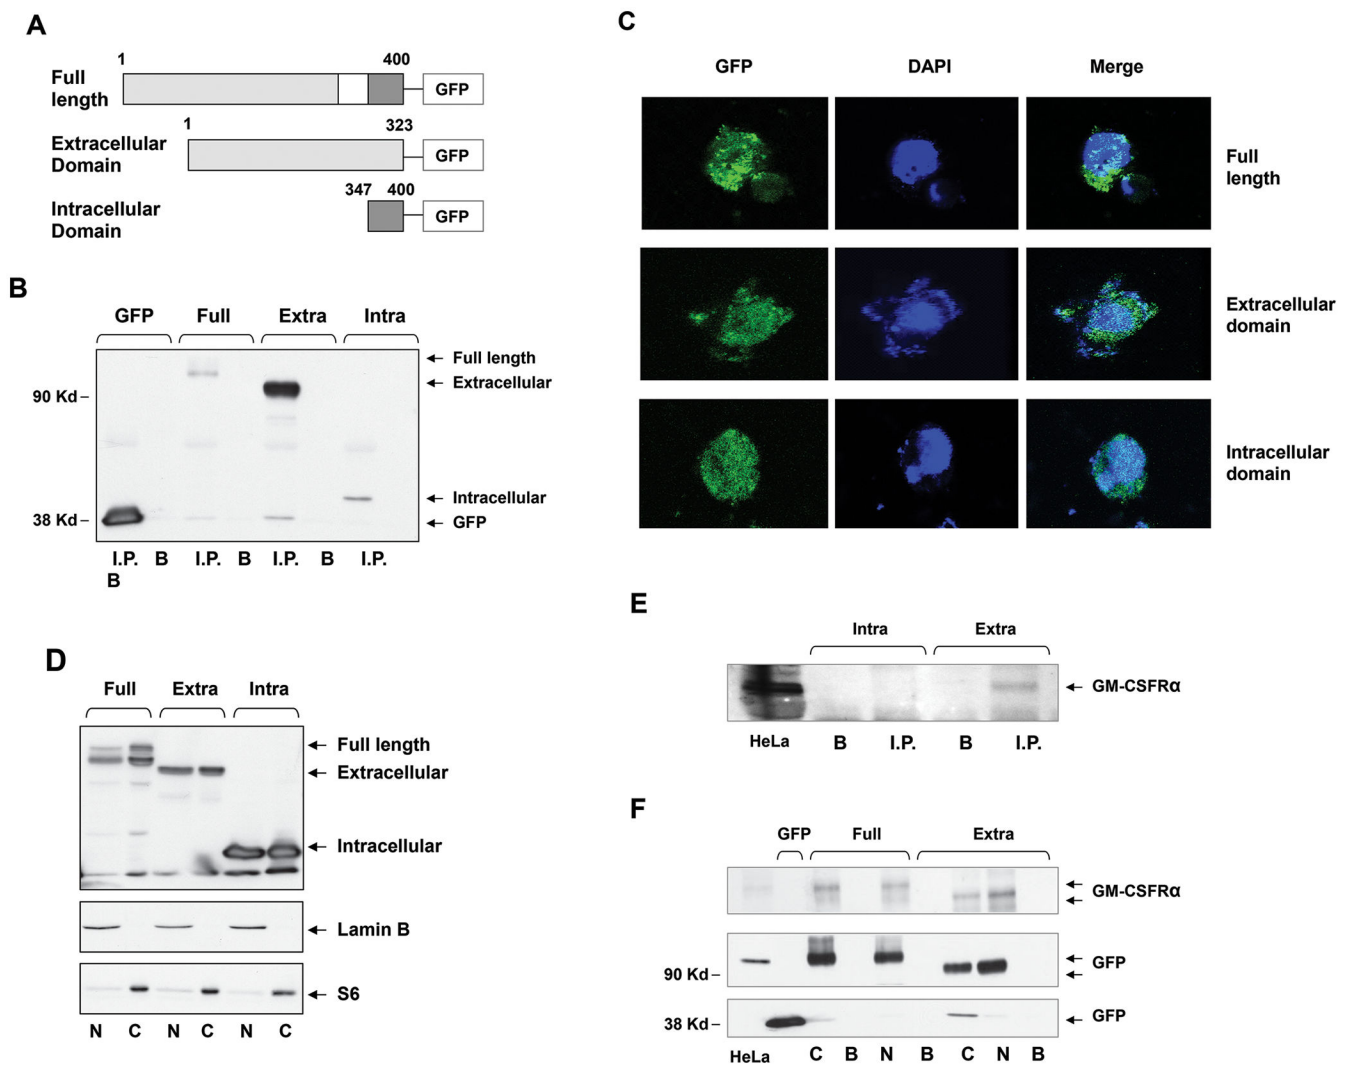 A
1
400
Full
length
GFP
1
323
Extracellular
Domain
GFP
347
400
Intracellular
Domain
GFP
B
GFP
Full
Extra
Intra
Full length
Extracellular
90 Kd
Intracellular
38 Kd
GFP
I.P. B I.P. B I.P. B I.P.
B
C
GFP
DAPI
Merge
Full
length
Extracellular
domain
Intracellular
domain
D
Full
Extra
Intra
Full length
Extracellular
Intracellular
Lamin B
S6
N C N C N C
E
Intra
Extra
GM-CSFRα
HeLa B I.P. B I.P.
F
GFP
Full
Extra
GM-CSFRα
GFP
90 Kd
GFP
38 Kd
HeLa C B N B C N B